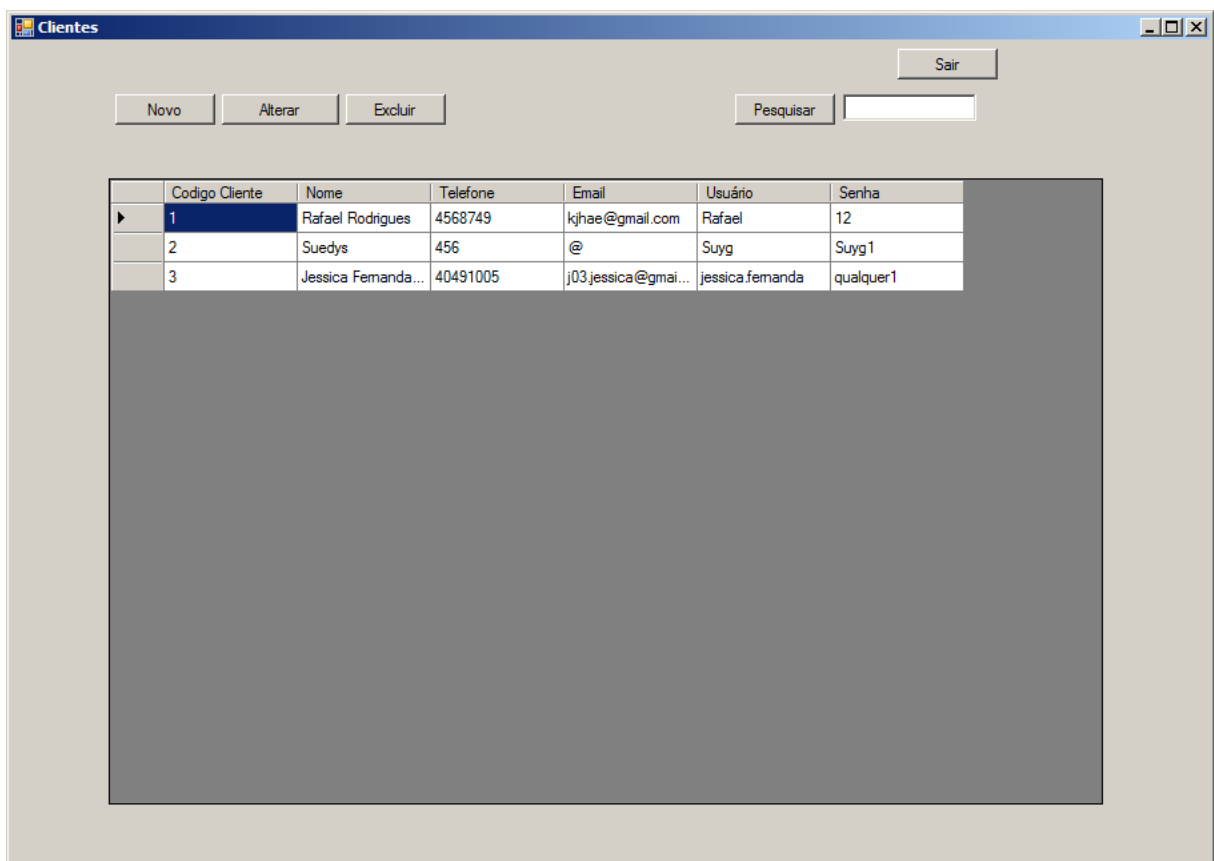 Clientes
Sair
Novo Alterar Excluir Pesquisar
Codigo Cliente Nome Telefone Email Usuário Senha
1 Rafael Rodrigues 4568749 kjhae@gmail.com Rafael 12
2 Suedys 456 @ Suyg Suyg1
3 Jessica Fernanda... 40491005 j03.jessica@gmai... jessica.fernanda qualquer1